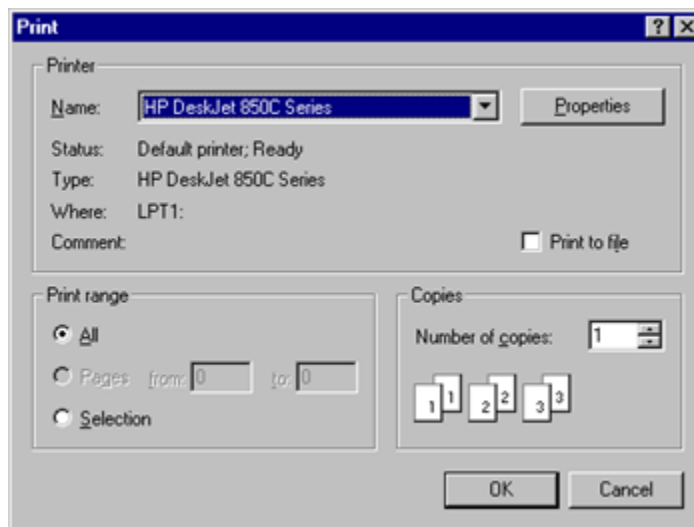 Print
Printer
Name: HP DeskJet 850C Series Properties
Status: Default printer; Ready
Type: HP DeskJet 850C Series
Where: LPT1:
Comment: Print to file
Print range
All
Pages from: 0 to: 0
Selection
Copies
Number of copies: 1
1 1 2 2 3 3
OK Cancel